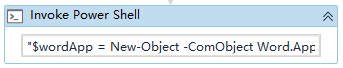 Invoke Power Shell
"$wordApp = New-Object -ComObject Word.App